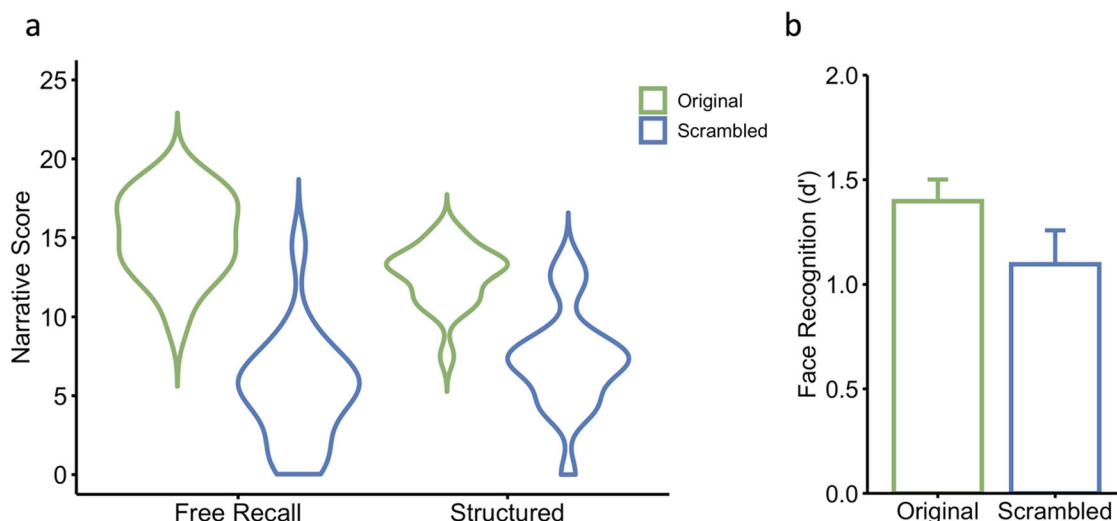 a
25
20
15
10
5
0
Narrative Score
Free Recall
Structured
Original
Scrambled
b
2.0
1.5
1.0
0.5
0.0
Face Recognition (d')
Original
Scrambled